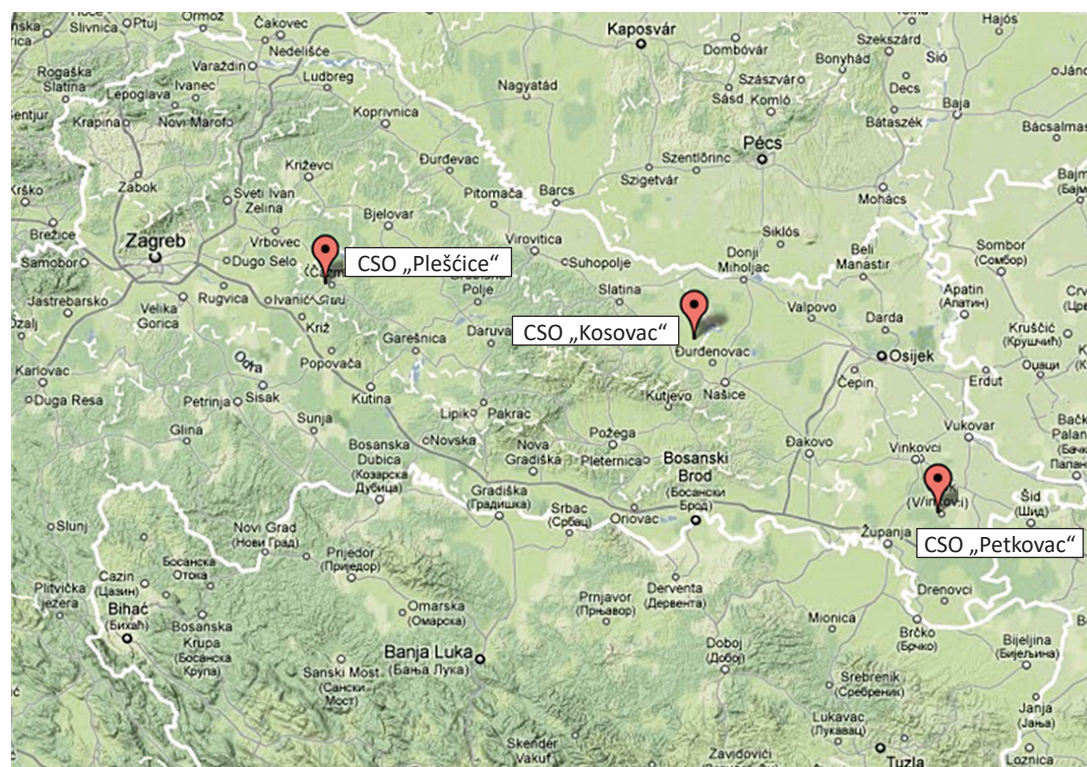 Ptuj
Ormož
Čakovec
Slivnica
Nedelišće
Varaždin
Ludbreg
Rogaška
Slatina
Ivanec
Lepoglava
Krapina
Novi Marof
Koprivnica
Križevci
Đurđevac
Zabok
Sveti Ivan
Zelina
Krško
Brežice
Bjelovar
Pitomača
Barcs
Vrbovec
Zagreb
Dugo Selo
Samobor
CSO „Plešćice“
Virovitica
Suhopolje
Jastrebarsko
Velika
Gorica
Rugvica
Križ
Polje
Slatina
Garešnica
CSO „Kosovac“
Popovača
Karlovac
Duga Resa
Odra
Petrinja
Sisak
Kutina
Sunja
Glina
Lipik
Pakrac
Novska
Nova
Gradiška
Požega
Pleternica
Kutjevo
Našice
Đurđenovac
Kaposvár
Dombóvár
Nagyatád
Szászvár
Sásd
Komló
Bonyhád
Szekszárd
Sió
Decs
Bátaszék
Baja
Pécs
Szentlőrinc
Szigetvár
Mohács
Siklós
Donji
Miholjac
Beli
Manastir
Sombor
(Сомбор)
Apatin
(Апатин)
Valpovo
Darda
Osijek
Čepin
Erdut
Kruščić
(Крушчић)
Оџаци
Vukovar
Vinkovci
Đakovo
Šid
(Шид)
Županja
CSO „Petkovac“
Drenovci
Bosanska
Dubica
(Козарска
Дубица)
Gradiška
(Градишка)
Srbac
(Србац)
Oriovac
Bosanski
Brod
(Босански
Брод)
Slunj
Novi Grad
(Нови Град)
Prijedor
(Приједор)
Босанска
Отока
Cazin
(Цазин)
Bihać
(Бихаћ)
Plitvička
jezera
Bosanska
Krupa
(Босанска
Крупа)
Omarska
(Омарска)
Banja Luka
(Бања Лука)
Sanski Most
(Сански
Мост)
Prnjavor
(Прњавор)
Derventa
(Дервента)
Doboj
(Добој)
Mionica
Brčko
(Брчко)
Bijeljina
(Бијељина)
Srebrenik
(Сребреник)
Janja
(Јања)
Lukavac
(Лукавац)
Tuzla
Loznica
Skender
Vakuf
Zavidovići